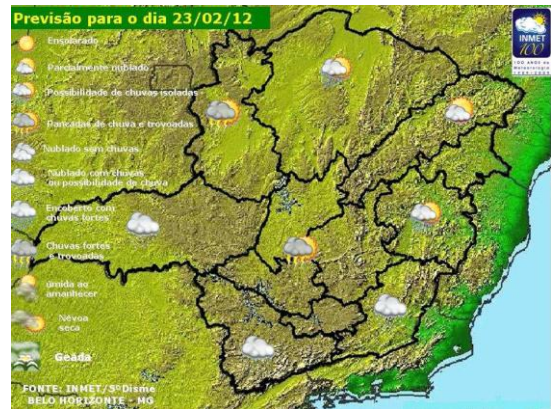 Previsão para o dia 23/02/12
INMET
100
Ensolarado
Parcialmente nublado
Possibilidade de chuvas isoladas
Pancadas de chuva e trovoadas
Nublado sem chuvas
Nublado com chuvas
ou possibilidade de chuva
Encoberto com
chuvas fortes
Chuvas fortes
e trovoadas
úmida ao
amanhecer
Névoa
seca
Geada
FONTE: INMET/5ºDisme
BELO HORIZONTE - MG